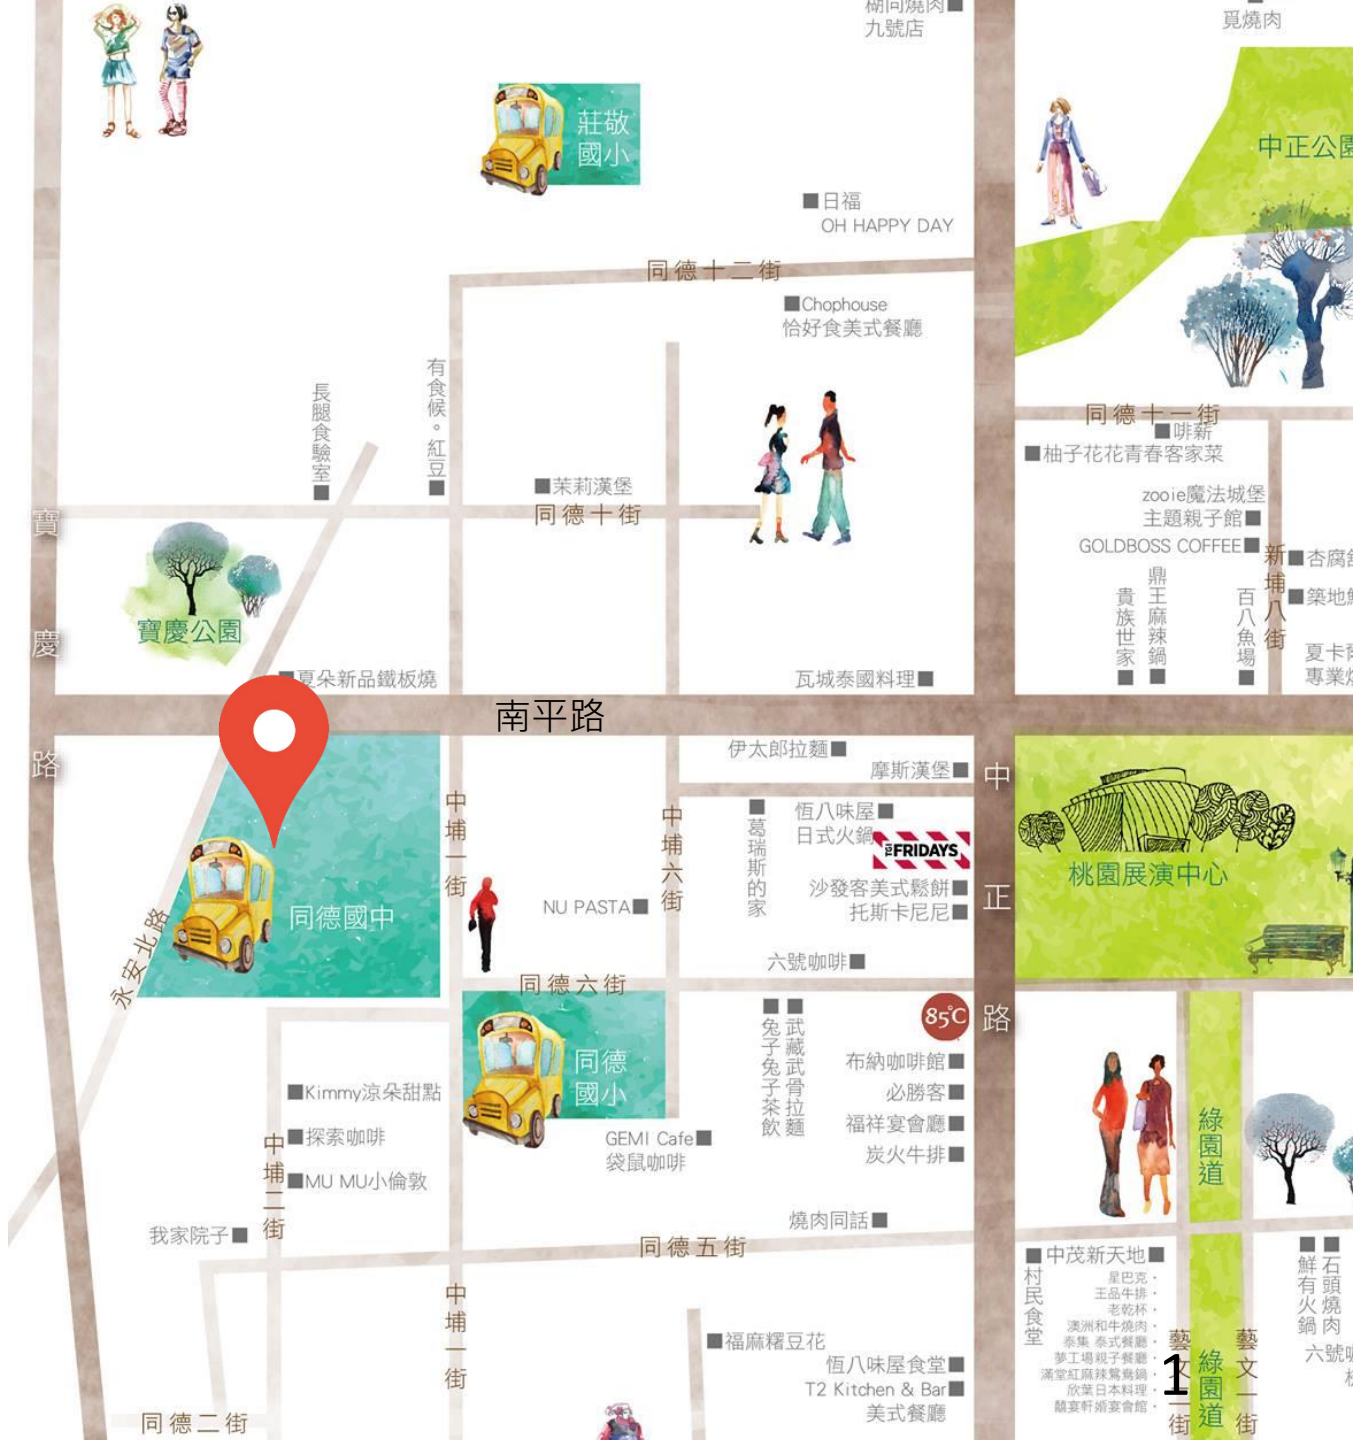 糊同燒肉
九號店
覓燒肉
莊敬
國小
中正公園
日福
OH HAPPY DAY
同德十二街
Chophouse
恰好食美式餐廳
有食候。紅豆
長腿食驗室
同德十一街
啡新
柚子花花青春客家菜
茉莉漢堡
同德十街
zooie魔法城堡
主題親子館
GOLDBOSS COFFEE
新埔八街
杏腐
築地
鼎王麻辣鍋
貴族世家
百八魚場
夏卡
專業
寶慶路
寶慶公園
夏朵新品鐵板燒
瓦城泰國料理
南平路
伊太郎拉麵
摩斯漢堡
中正路
中埔一街
中埔六街
葛瑞斯的家
恆八味屋
日式火鍋
TGI FRIDAYS
沙發客美式鬆餅
托斯卡尼尼
桃園展演中心
同德國中
NU PASTA
永安北路
六號咖啡
同德六街
85°C
同德
國小
兔子兔子茶飲
武藏武骨拉麵
布納咖啡館
必勝客
福祥宴會廳
炭火牛排
Kimmy涼朵甜點
探索咖啡
MU MU小倫敦
中埔二街
GEMI Cafe
袋鼠咖啡
綠園道
我家院子
燒肉同話
同德五街
中茂新天地
村民食堂
星巴克·
王品牛排·
老乾杯·
澳洲和牛燒肉·
泰集 泰式餐廳·
夢工場親子餐廳·
滿堂紅麻辣鴛鴦鍋·
欣葉日本料理·
囍宴軒婚宴會館·
鮮有火鍋
石頭燒肉
六號
中埔一街
福麻糬豆花
恆八味屋食堂
T2 Kitchen & Bar
美式餐廳
藝文二街
1
綠園道
藝文一街
同德二街